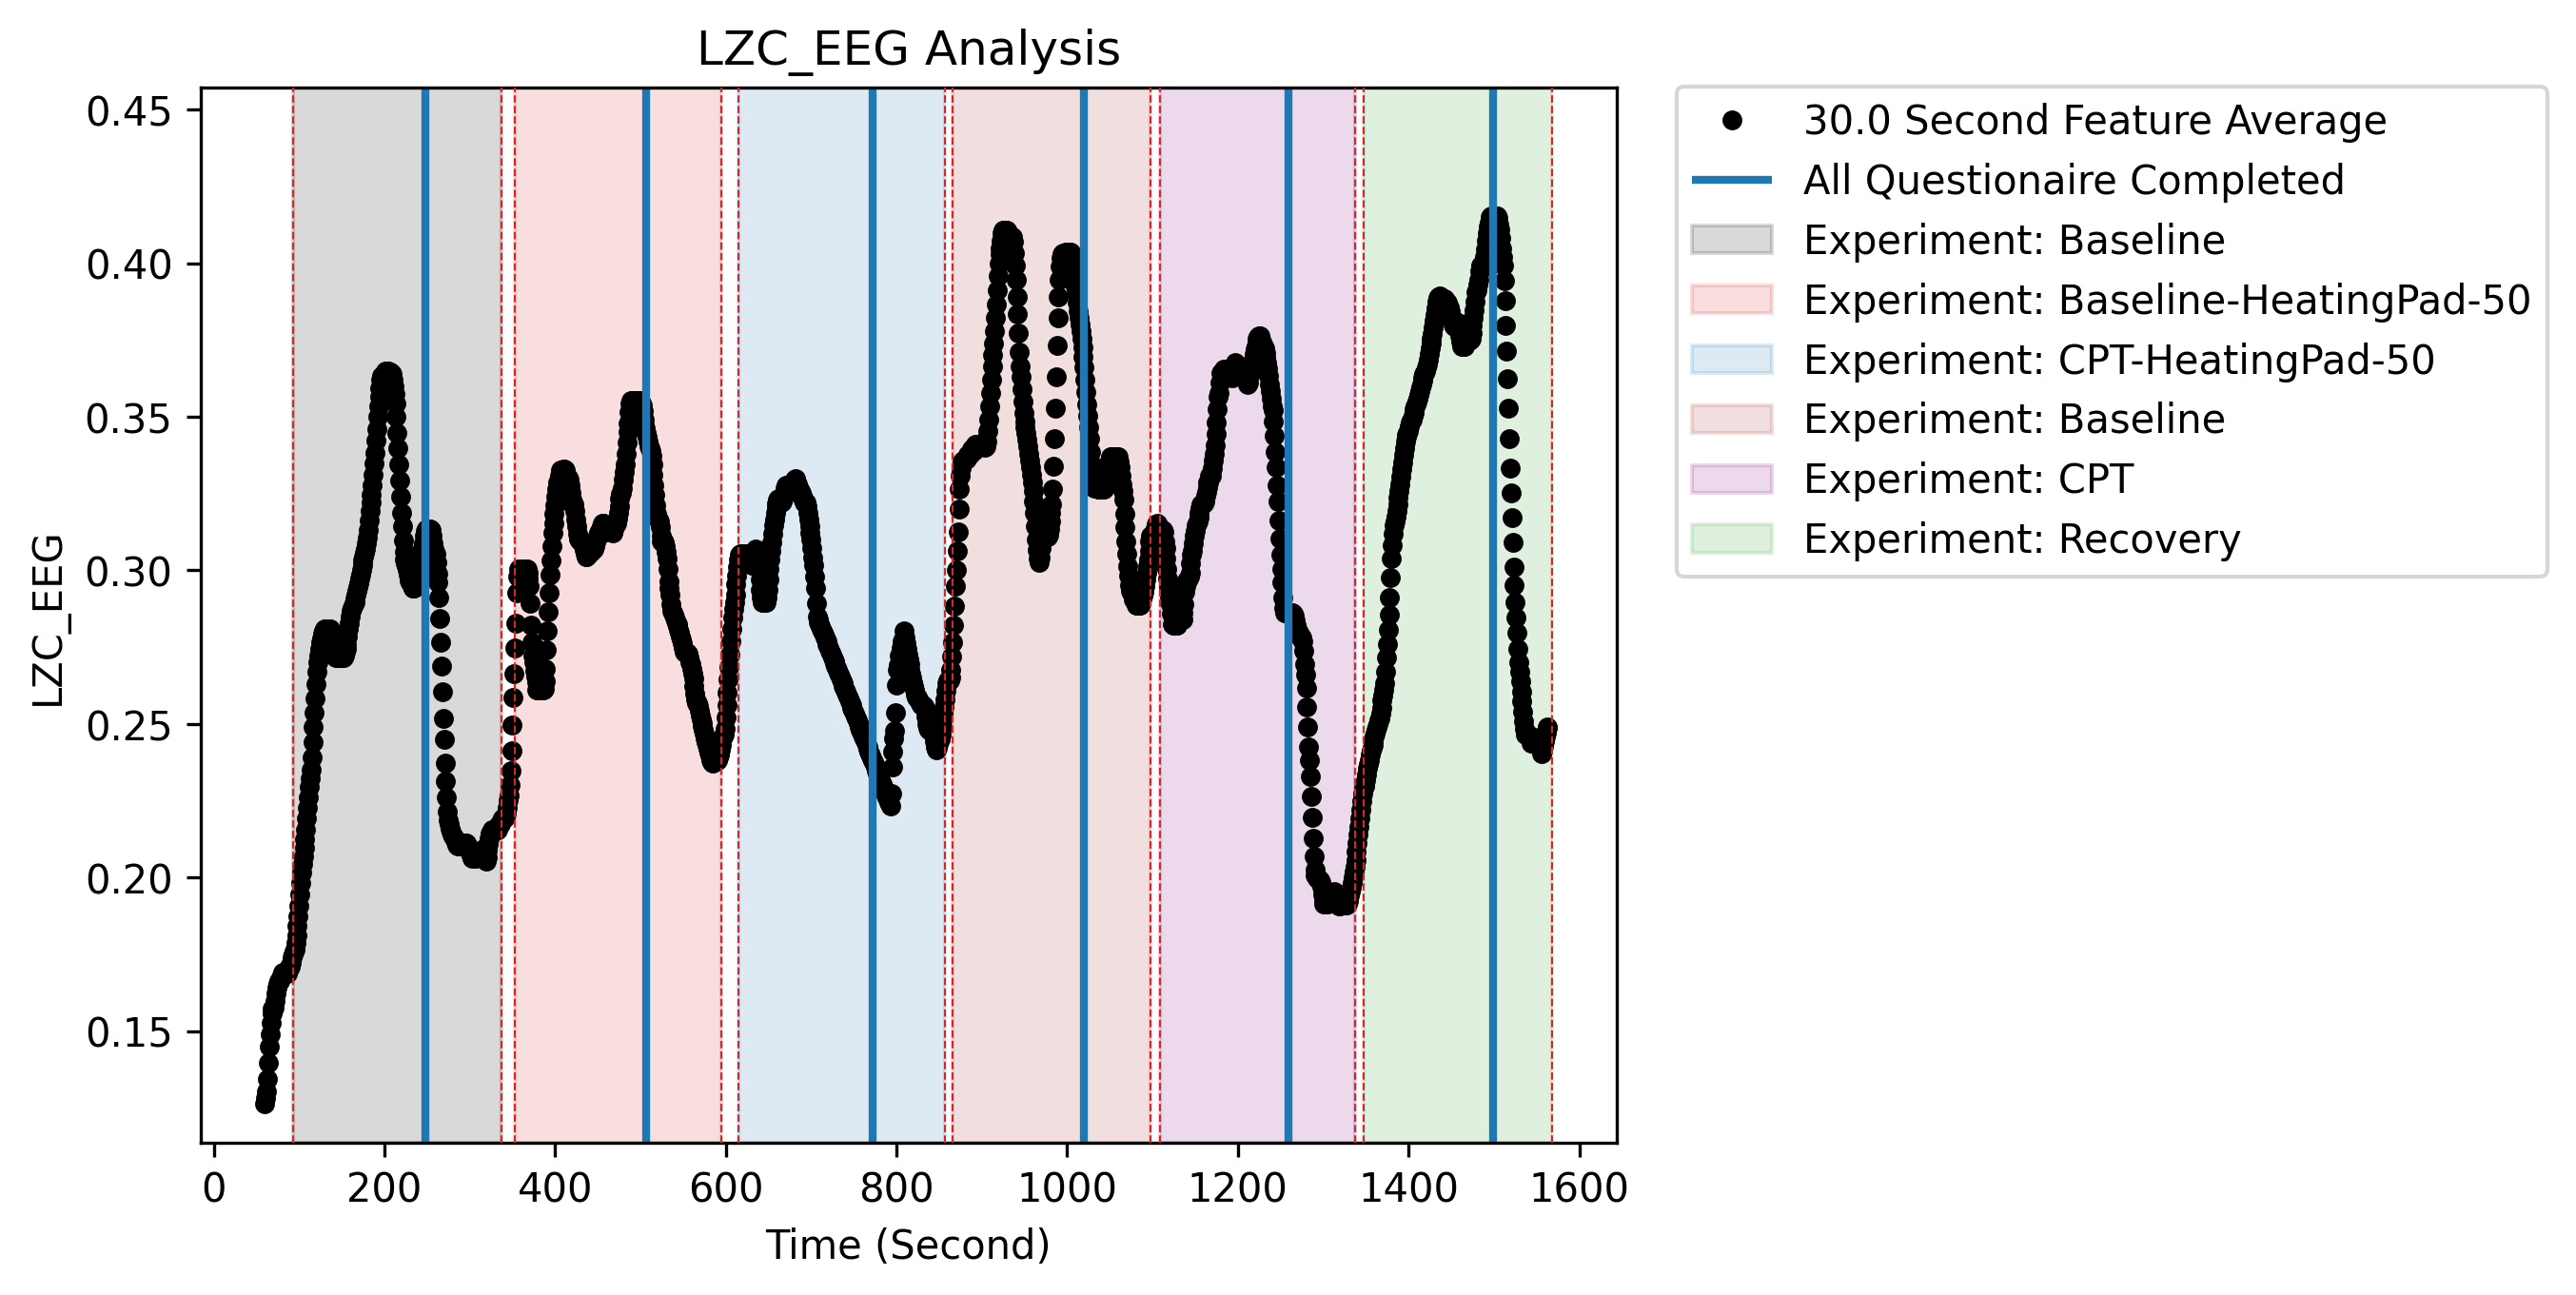 LZC_EEG Analysis
LZC_EEG
0.45
0.40
0.35
0.30
0.25
0.20
0.15
0 200 400 600 800 1000 1200 1400 1600
Time (Second)
30.0 Second Feature Average
All Questionaire Completed
Experiment: Baseline
Experiment: Baseline-HeatingPad-50
Experiment: CPT-HeatingPad-50
Experiment: Baseline
Experiment: CPT
Experiment: Recovery